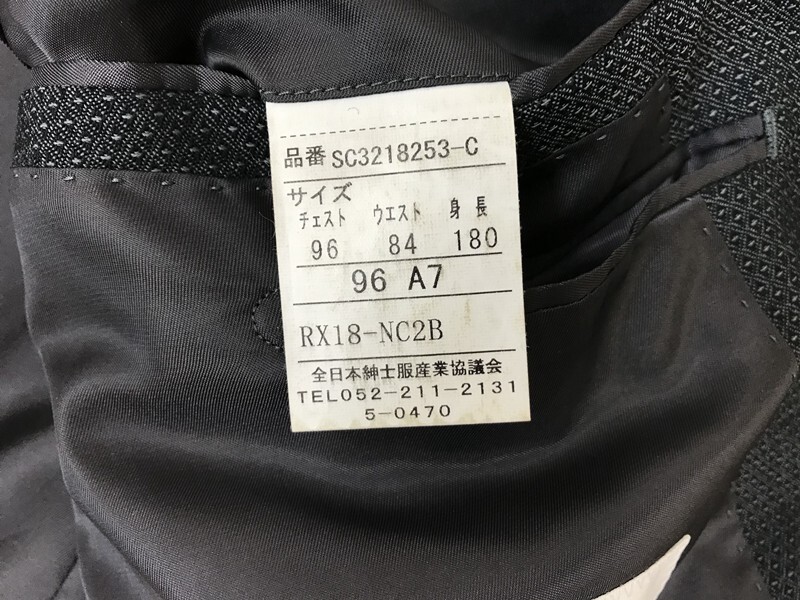 品番 SC3218253-C
サイズ
チェスト ウエスト 身長
96 84 180
96 A7
RX18-NC2B
全日本紳士服産業協議会
TEL052-211-2131
5-0470